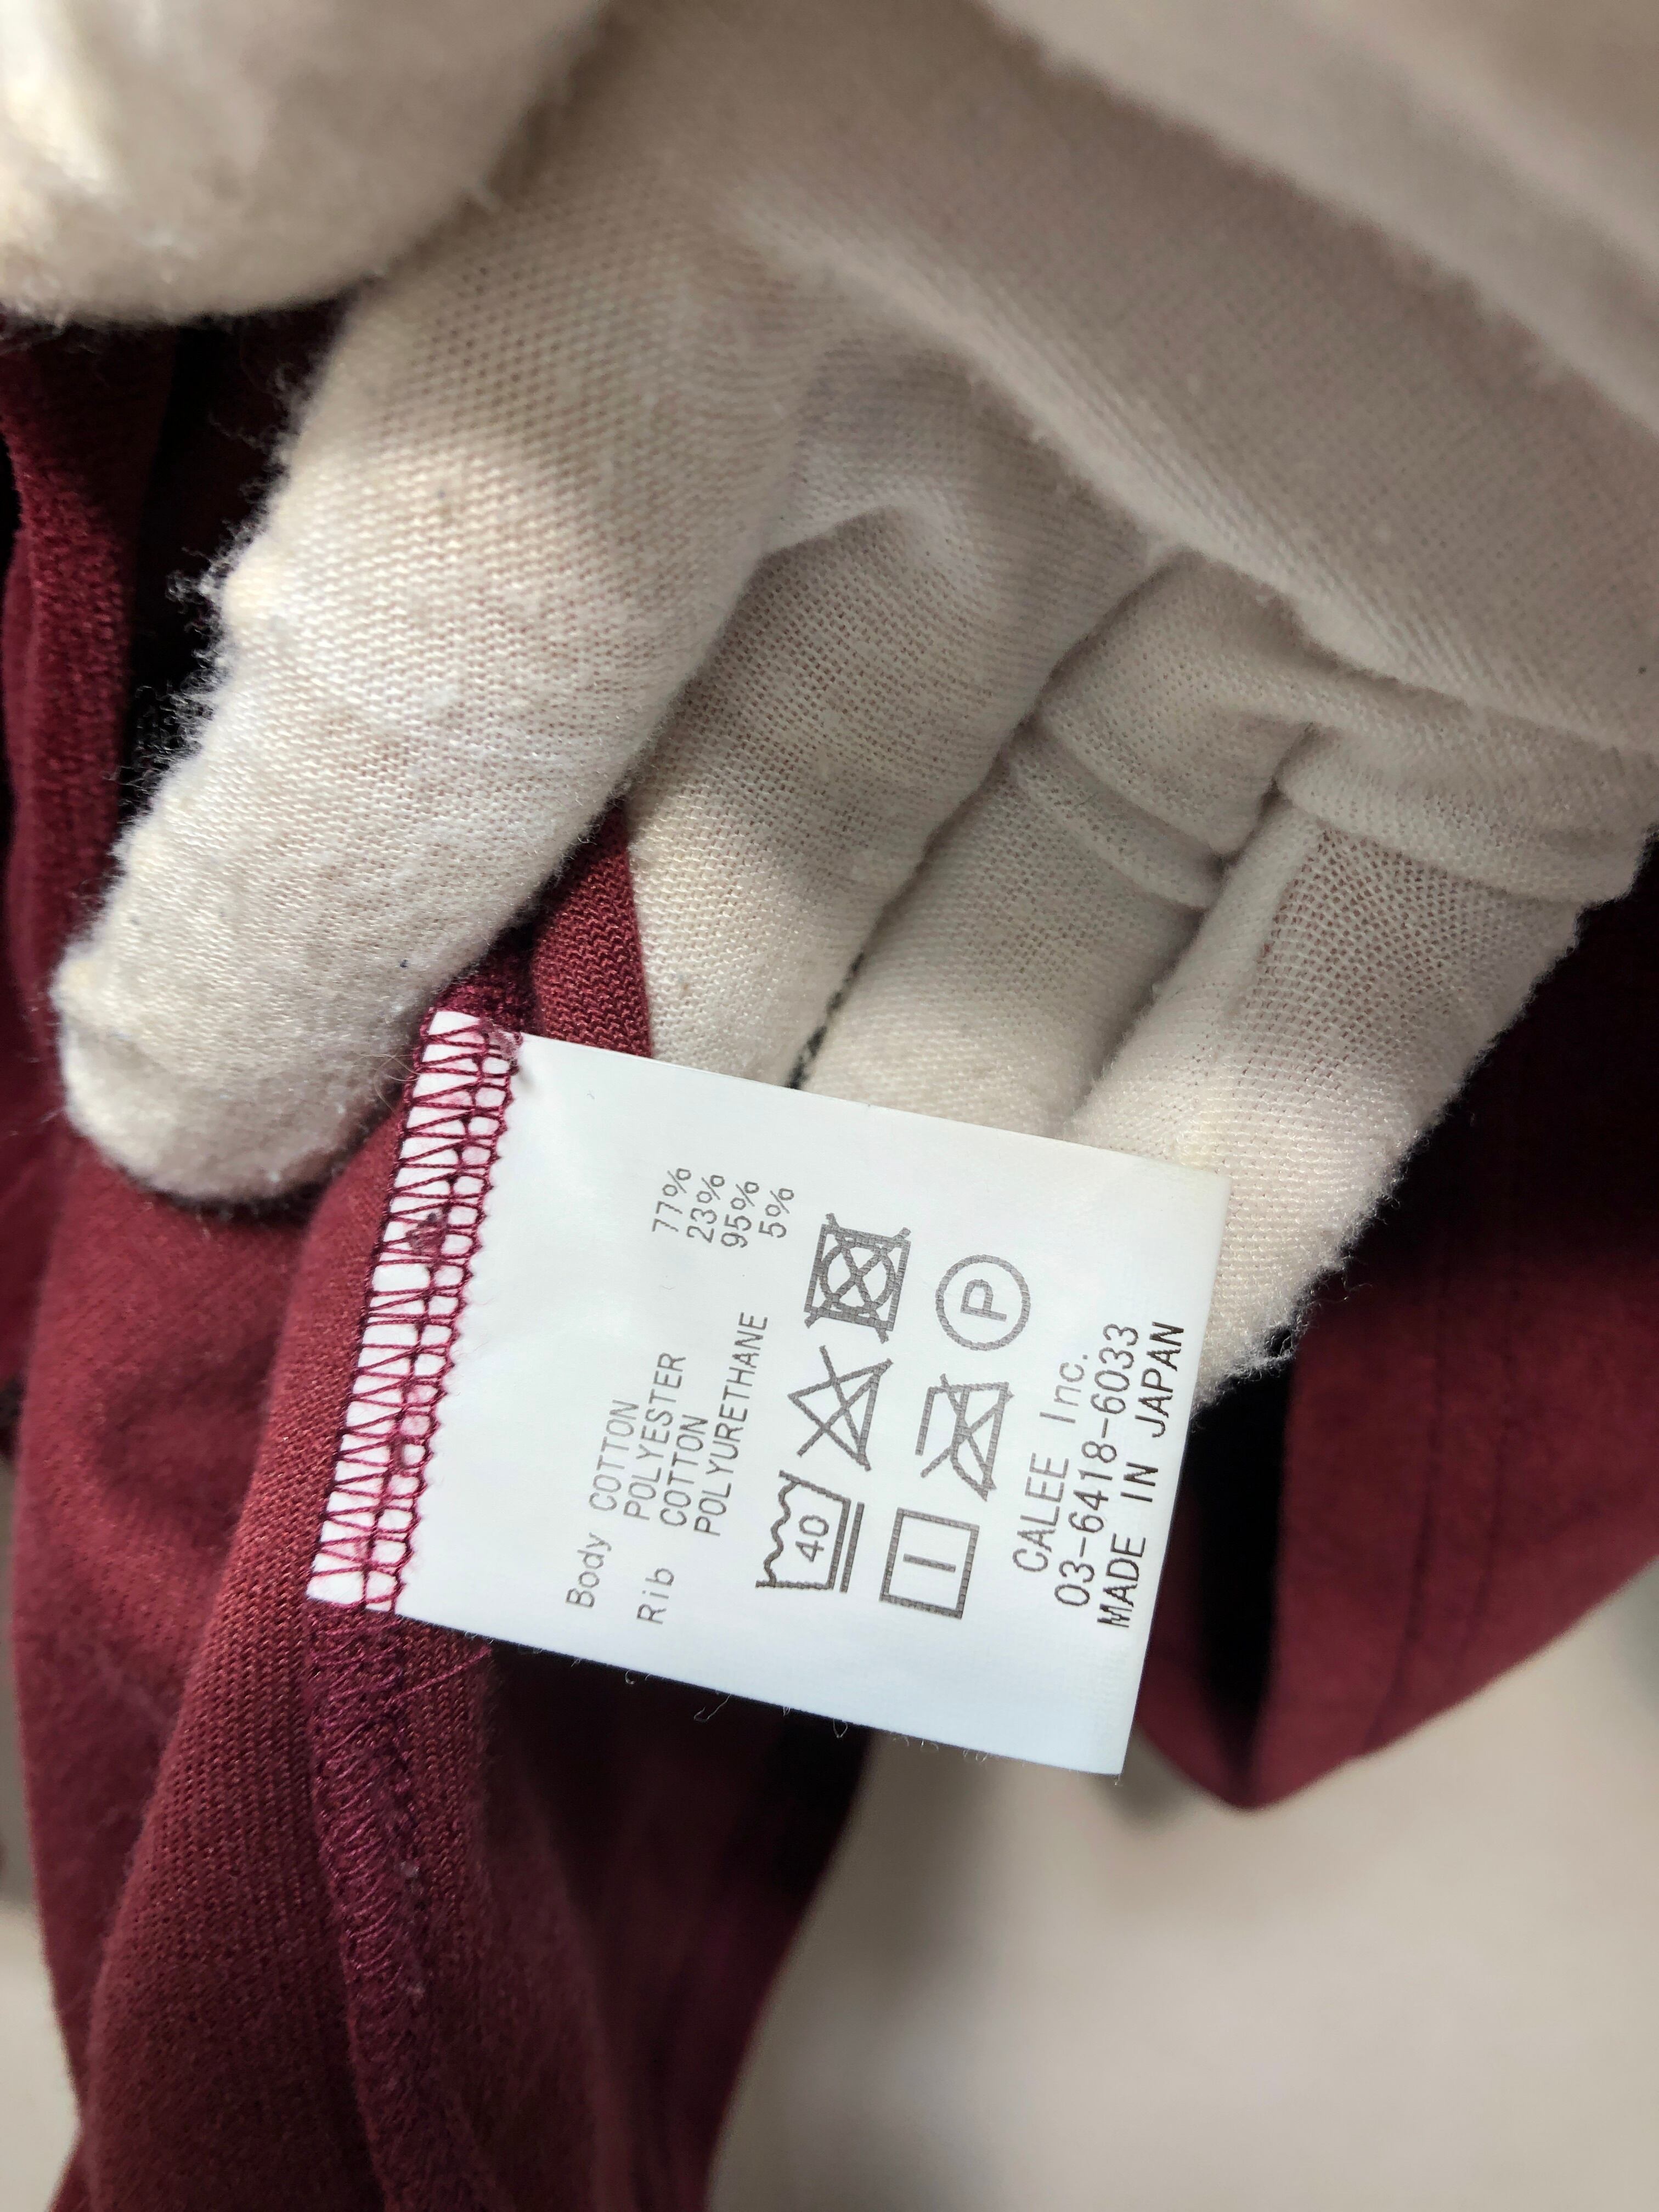 Body COTTON 77%
POLYESTER 23%
Rib COTTON 95%
POLYURETHANE 5%
40
P
CALEE Inc.
03-6418-6033
MADE IN JAPAN